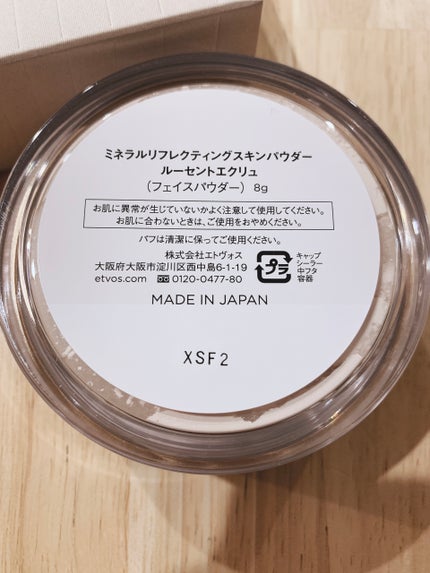 ミネラルリフレクティングスキンパウダー
ルーセントエクリュ
（フェイスパウダー） 8g
お肌に異常が生じていないかよく注意して使用してください。
お肌に合わないときは、ご使用をおやめください。
パフは清潔に保ってご使用ください。
株式会社エトヴォス
大阪府大阪市淀川区西中島6-1-19
etvos.com 0120-0477-80
プラ
キャップ
シーラー
中フタ
容器
MADE IN JAPAN
XSF2